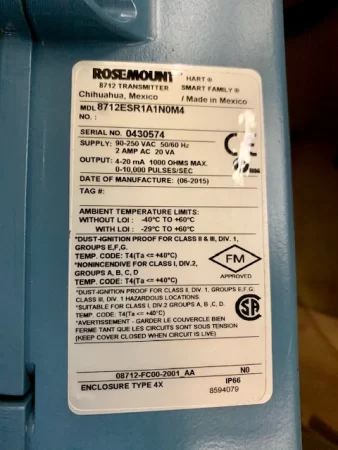 ROSEMOUNT® HART ®
8712 TRANSMITTER SMART FAMILY ®
Chihuahua, Mexico / Made in Mexico
MDL 8712ESR1A1N0M4
NO. :
SERIAL NO. 0430574
SUPPLY: 90-250 VAC 50/60 Hz
2 AMP AC 20 VA
OUTPUT: 4-20 mA 1000 OHMS MAX.
0-10,000 PULSES/SEC
DATE OF MANUFACTURE: (06-2015)
TAG #:
CE
AMBIENT TEMPERATURE LIMITS:
WITHOUT LOI : -40°C TO +60°C
WITH LOI : -29°C TO +60°C
*DUST-IGNITION PROOF FOR CLASS II & III, DIV. 1,
GROUPS E,F,G.
TEMP. CODE: T4(Ta <= +40°C)
*NONINCENDIVE FOR CLASS I,DIV.2,
GROUPS A, B, C, D
TEMP. CODE: T4(Ta <= +40°C)
FM
APPROVED
*DUST-IGNITION PROOF FOR CLASS II, DIV. 1, GROUPS E,F,G,
CLASS III, DIV. 1 HAZARDOUS LOCATIONS.
*SUITABLE FOR CLASS I, DIV. 2 GROUPS A, B, C, D,
TEMP. CODE: T4(Ta <= +40°C)
*AVERTISSEMENT - GARDER LE COUVERCLE BIEN
FERME TANT QUE LES CIRCUITS SONT SOUS TENSION
(KEEP COVER CLOSED WHEN CIRCUIT IS LIVE)
08712-FC00-2001 AA N0
ENCLOSURE TYPE 4X IP66
8594079